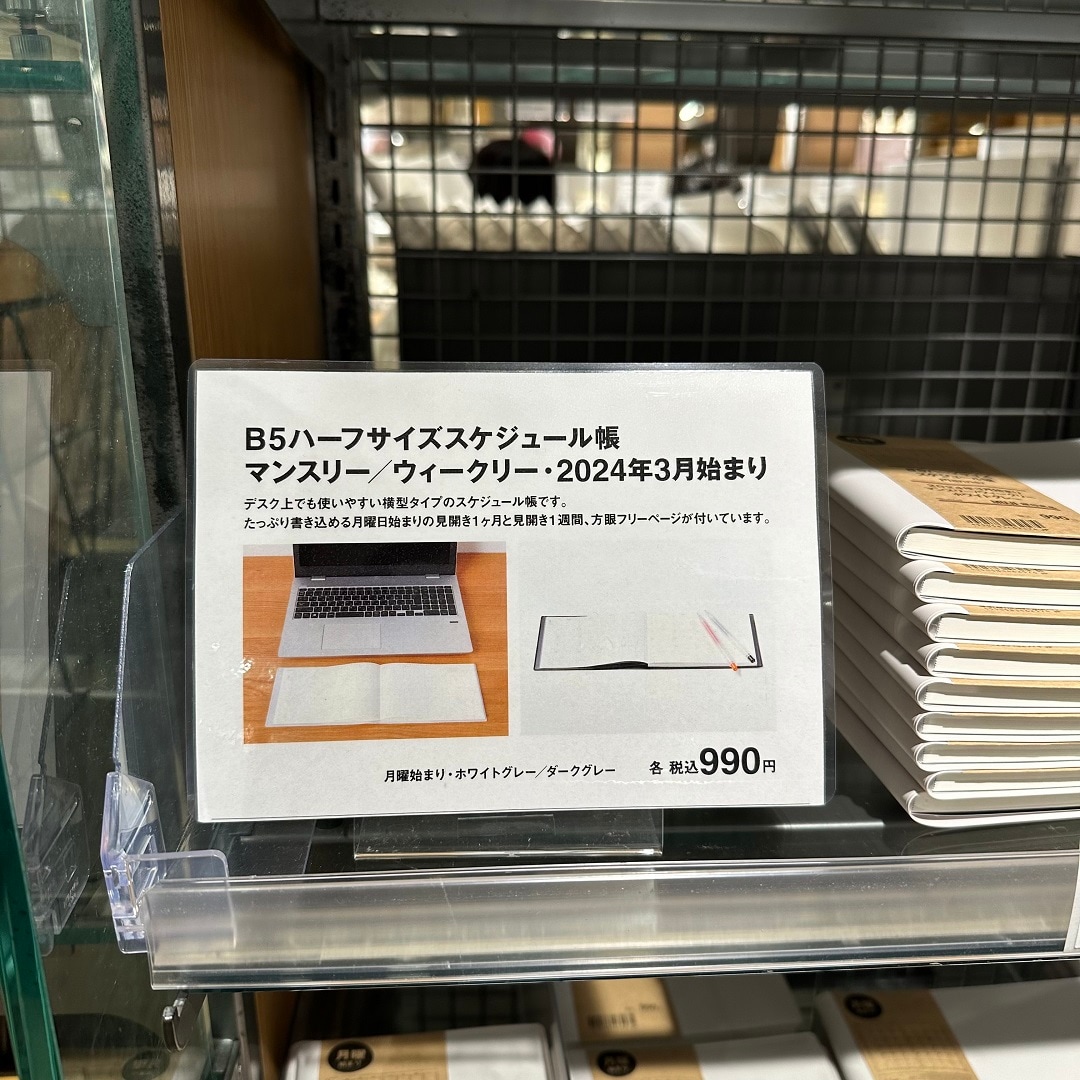 B5ハーフサイズスケジュール帳
マンスリー/ウィークリー・2024年3月始まり
デスク上でも使いやすい横型タイプのスケジュール帳です。
たっぷり書き込める月曜日始まりの見開き1ヶ月と見開き1週間、方眼フリーページが付いています。
月曜始まり・ホワイトグレー/ダークグレー
各 税込990円
990
月曜